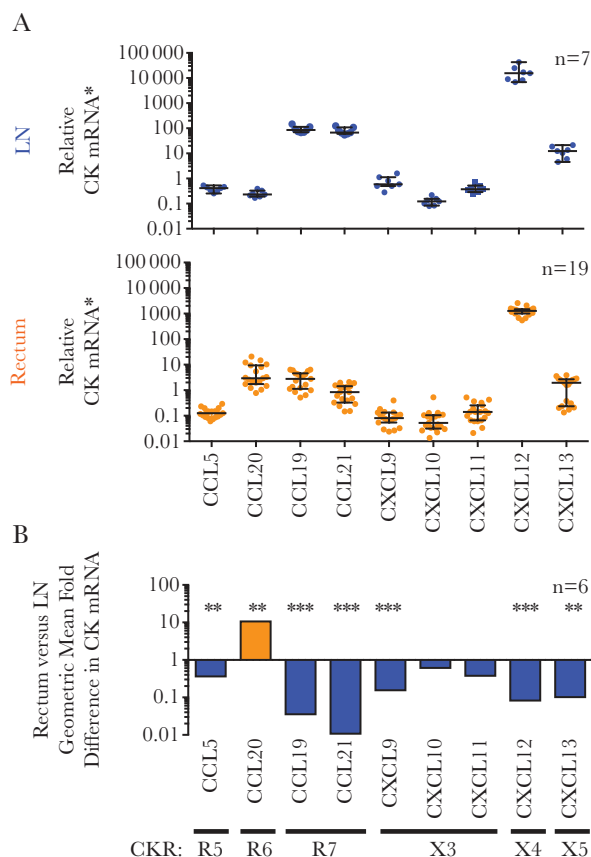 A
LN
Relative
CK mRNA*
100 000
10 000
1000
100
10
1
0.1
0.01
n=7
Rectum
Relative
CK mRNA*
100 000
10 000
1000
100
10
1
0.1
0.01
n=19
CCL5
CCL20
CCL19
CCL21
CXCL9
CXCL10
CXCL11
CXCL12
CXCL13
B
Rectum versus LN
Geometric Mean Fold
Difference in CK mRNA
100
10
1
0.1
0.01
n=6
** ** *** *** *** *** **
CCL5
CCL20
CCL19
CCL21
CXCL9
CXCL10
CXCL11
CXCL12
CXCL13
CKR: R5 R6 R7 X3 X4 X5